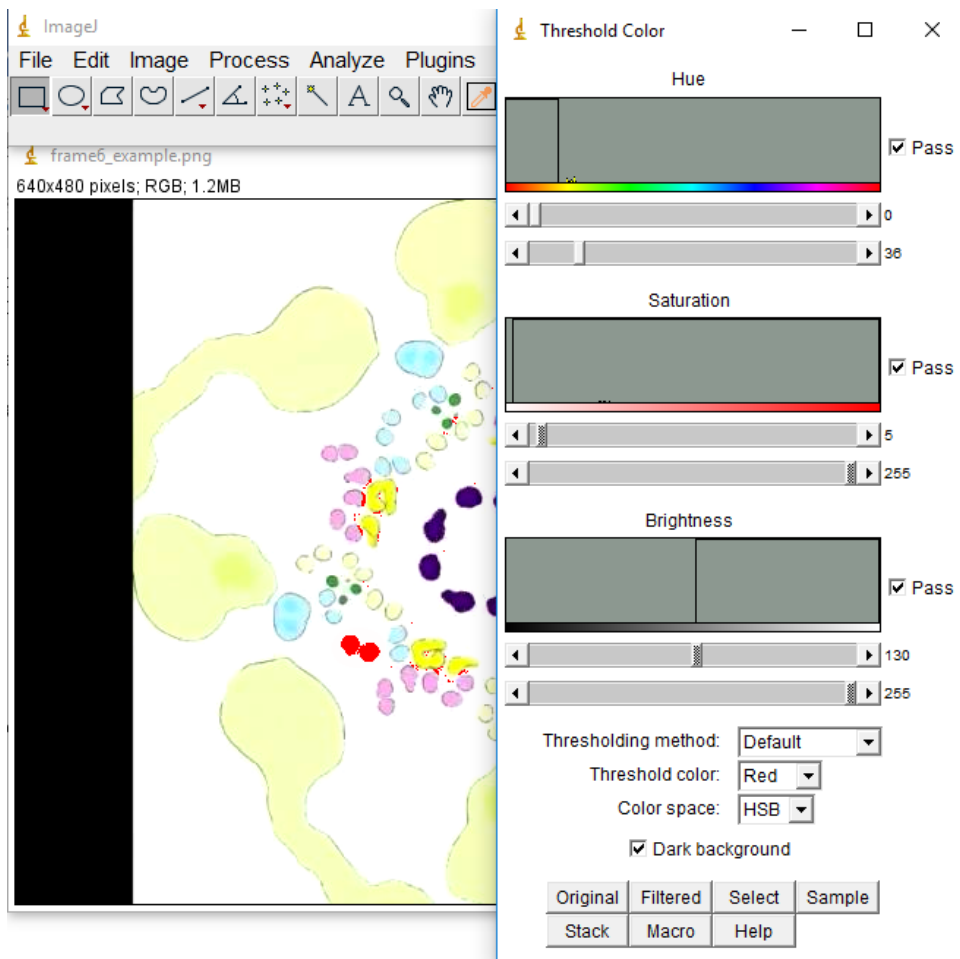 ImageJ
File Edit Image Process Analyze Plugins
A
frame6_example.png
640x480 pixels; RGB; 1.2MB
Threshold Color
Hue
Pass
0
36
Saturation
Pass
5
255
Brightness
Pass
130
255
Thresholding method: Default
Threshold color: Red
Color space: HSB
Dark background
Original Filtered Select Sample
Stack Macro Help